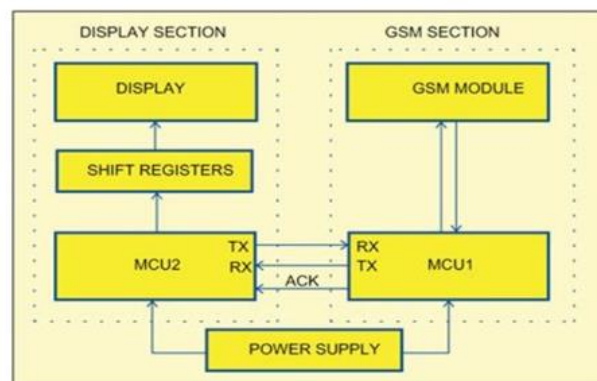 DISPLAY SECTION
GSM SECTION
DISPLAY
GSM MODULE
SHIFT REGISTERS
TX
RX
MCU2
RX
TX
MCU1
ACK
POWER SUPPLY